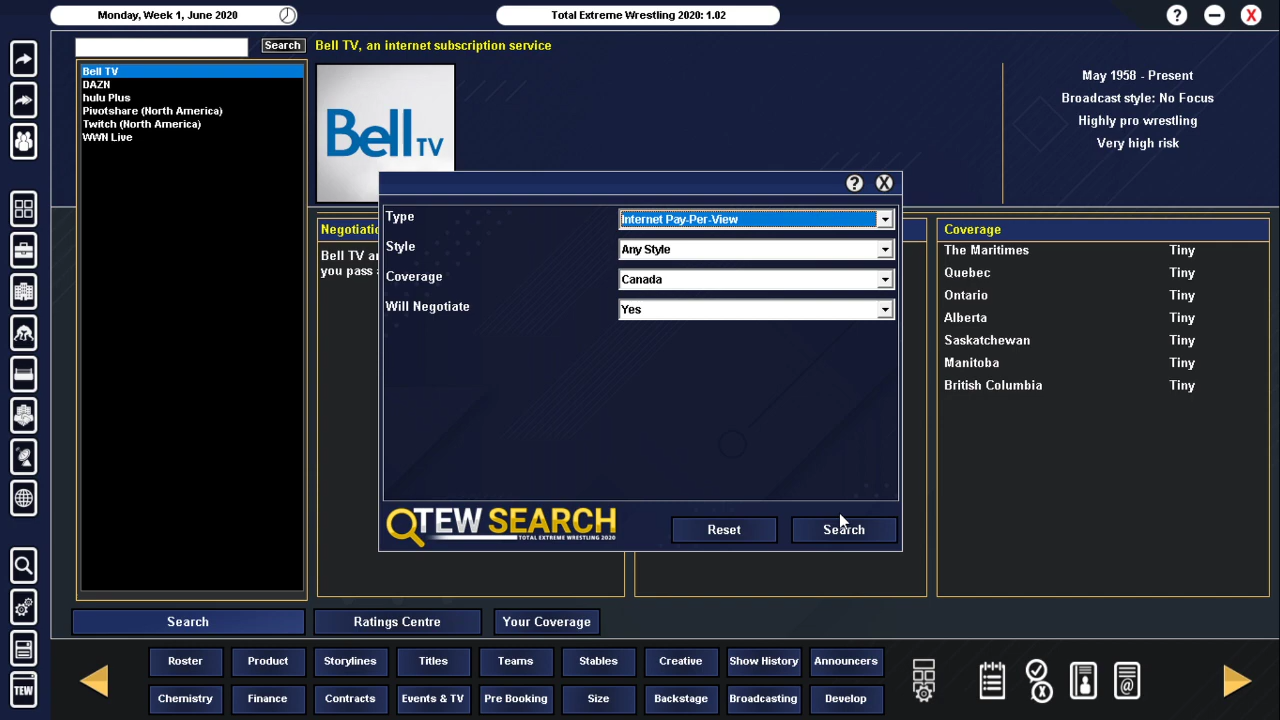 Monday, Week 1, June 2020
Total Extreme Wrestling 2020: 1.02
?
X
Search
Bell TV, an internet subscription service
Bell TV
DAZN
hulu Plus
Pivotshare (North America)
Twitch (North America)
WWN Live
Bell TV
May 1958 - Present
Broadcast style: No Focus
Highly pro wrestling
Very high risk
? X
Negotiatio
Bell TV a
you pass
Type
Internet Pay-Per-View
Style
Any Style
Coverage
Canada
Will Negotiate
Yes
TEW SEARCH
TOTAL EXTREME WRESTLING 2020
Reset
Search
Coverage
The Maritimes Tiny
Quebec Tiny
Ontario Tiny
Alberta Tiny
Saskatchewan Tiny
Manitoba Tiny
British Columbia Tiny
Search
Ratings Centre
Your Coverage
Roster
Product
Storylines
Titles
Teams
Stables
Creative
Show History
Announcers
Chemistry
Finance
Contracts
Events & TV
Pre Booking
Size
Backstage
Broadcasting
Develop
TEW